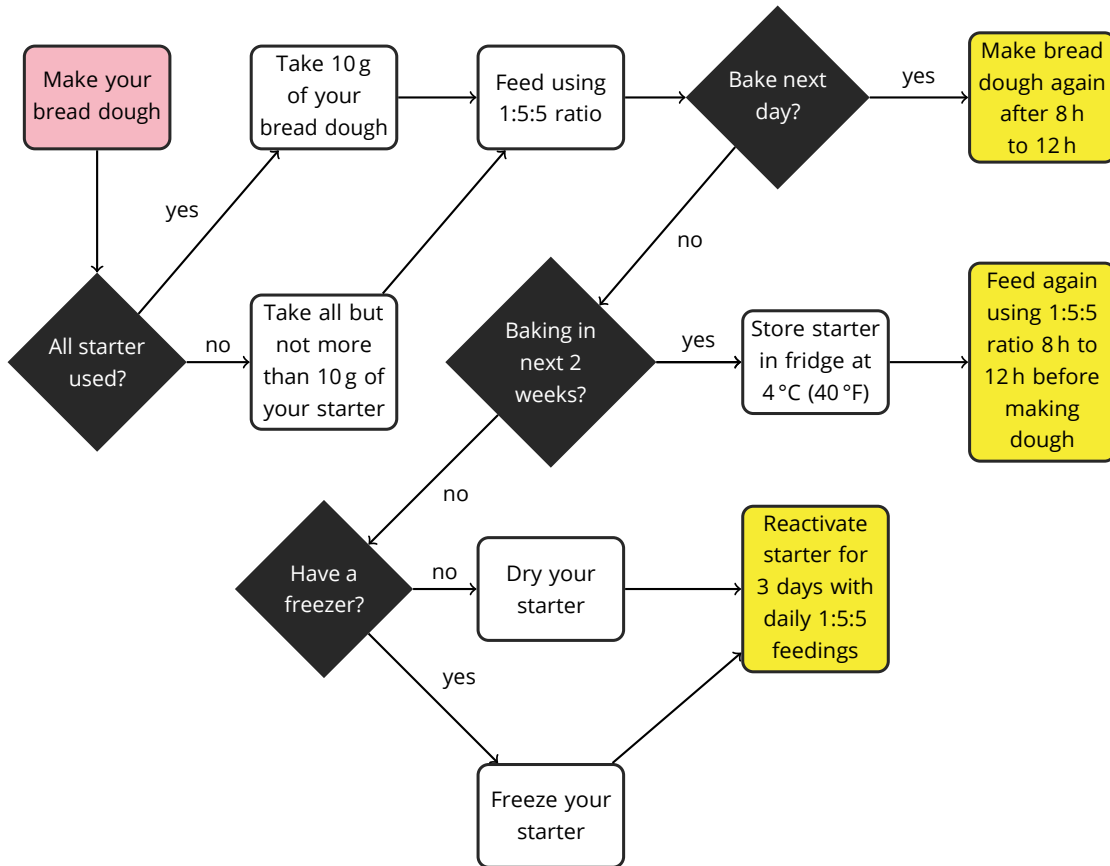 Make your
bread dough
Take 10 g
of your
bread dough
Feed using
1:5:5 ratio
Bake next
day?
yes
Make bread
dough again
after 8 h
to 12 h
yes
no
All starter
used?
no
Take all but
not more
than 10 g of
your starter
Baking in
next 2
weeks?
yes
Store starter
in fridge at
4 °C (40 °F)
Feed again
using 1:5:5
ratio 8 h to
12 h before
making
dough
no
Have a
freezer?
no
Dry your
starter
Reactivate
starter for
3 days with
daily 1:5:5
feedings
yes
Freeze your
starter